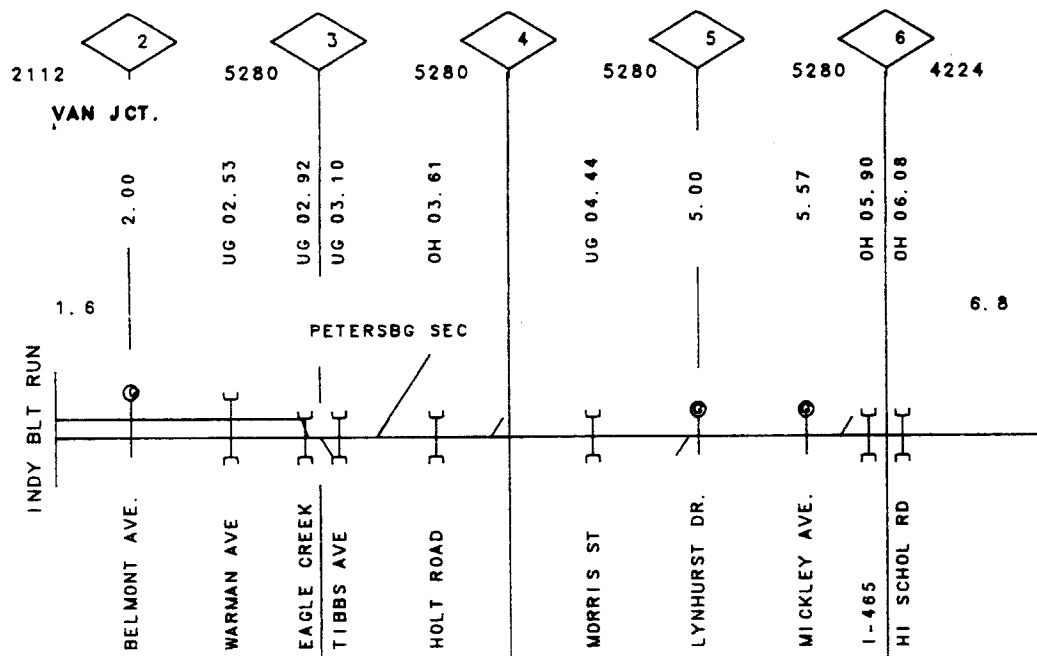 2 3 4 5 6
2112 5280 5280 5280 5280 4224
VAN JCT.
2.00
UG 02.53
UG 02.92
UG 03.10
OH 03.61
UG 04.44
5.00
5.57
OH 05.90
OH 06.08
1.6
6.8
PETERSBG SEC
INDY BLT RUN
G
G
G
BELMONT AVE.
WARMAN AVE
EAGLE CREEK
TIBBS AVE
HOLT ROAD
MORRIS ST
LYNHURST DR.
MICKLEY AVE.
I-465
HI SCHOL RD